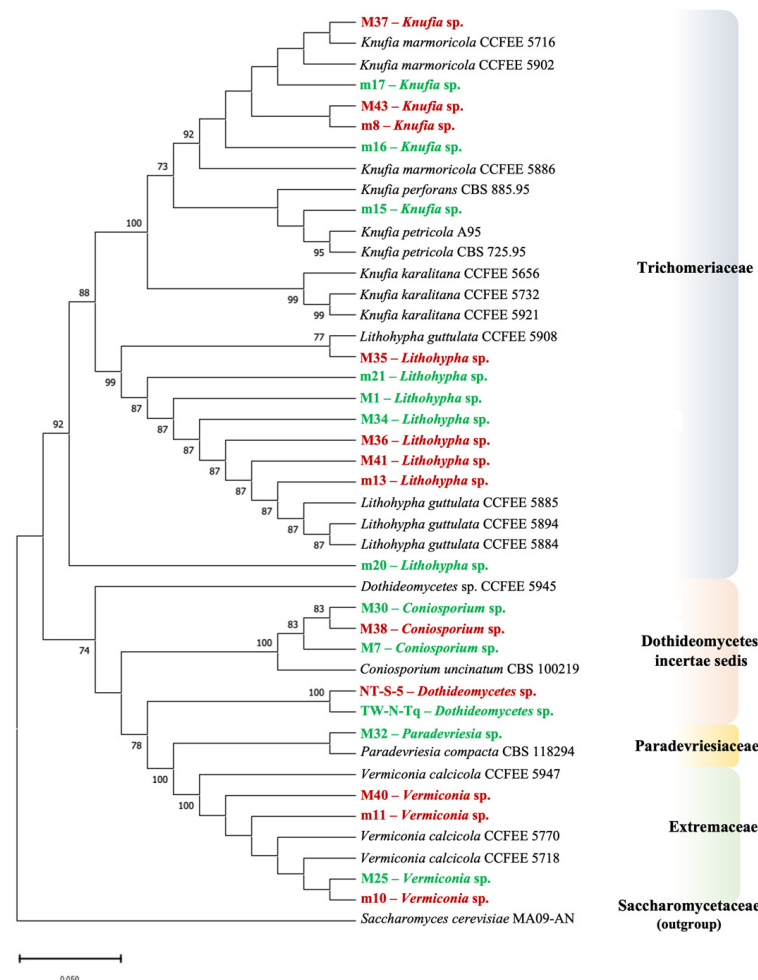 M37 – Knufia sp.
Knufia marmoricola CCFEE 5716
Knufia marmoricola CCFEE 5902
m17 – Knufia sp.
M43 – Knufia sp.
m8 – Knufia sp.
92
m16 – Knufia sp.
73
Knufia marmoricola CCFEE 5886
Knufia perforans CBS 885.95
m15 – Knufia sp.
100
Knufia petricola A95
95
Knufia petricola CBS 725.95
Trichomeriaceae
Knufia karalitana CCFEE 5656
99
Knufia karalitana CCFEE 5732
88
99
Knufia karalitana CCFEE 5921
77
Lithohypha guttulata CCFEE 5908
M35 – Lithohypha sp.
99
m21 – Lithohypha sp.
87
M1 – Lithohypha sp.
87
M34 – Lithohypha sp.
92
87
M36 – Lithohypha sp.
87
M41 – Lithohypha sp.
87
m13 – Lithohypha sp.
87
Lithohypha guttulata CCFEE 5885
87
Lithohypha guttulata CCFEE 5894
87
Lithohypha guttulata CCFEE 5884
m20 – Lithohypha sp.
Dothideomycetes sp. CCFEE 5945
83
M30 – Coniosporium sp.
83
M38 – Coniosporium sp.
100
M7 – Coniosporium sp.
Dothideomycetes
incertae sedis
74
Coniosporium uncinatum CBS 100219
100
NT-S-5 – Dothideomycetes sp.
TW-N-Tq – Dothideomycetes sp.
78
M32 – Paradevriesia sp.
Paradevriesiaceae
Paradevriesia compacta CBS 118294
100
Vermiconia calcicola CCFEE 5947
100
M40 – Vermiconia sp.
m11 – Vermiconia sp.
Extremaceae
Vermiconia calcicola CCFEE 5770
Vermiconia calcicola CCFEE 5718
M25 – Vermiconia sp.
m10 – Vermiconia sp.
Saccharomycetaceae
(outgroup)
Saccharomyces cerevisiae MA09-AN
0.050